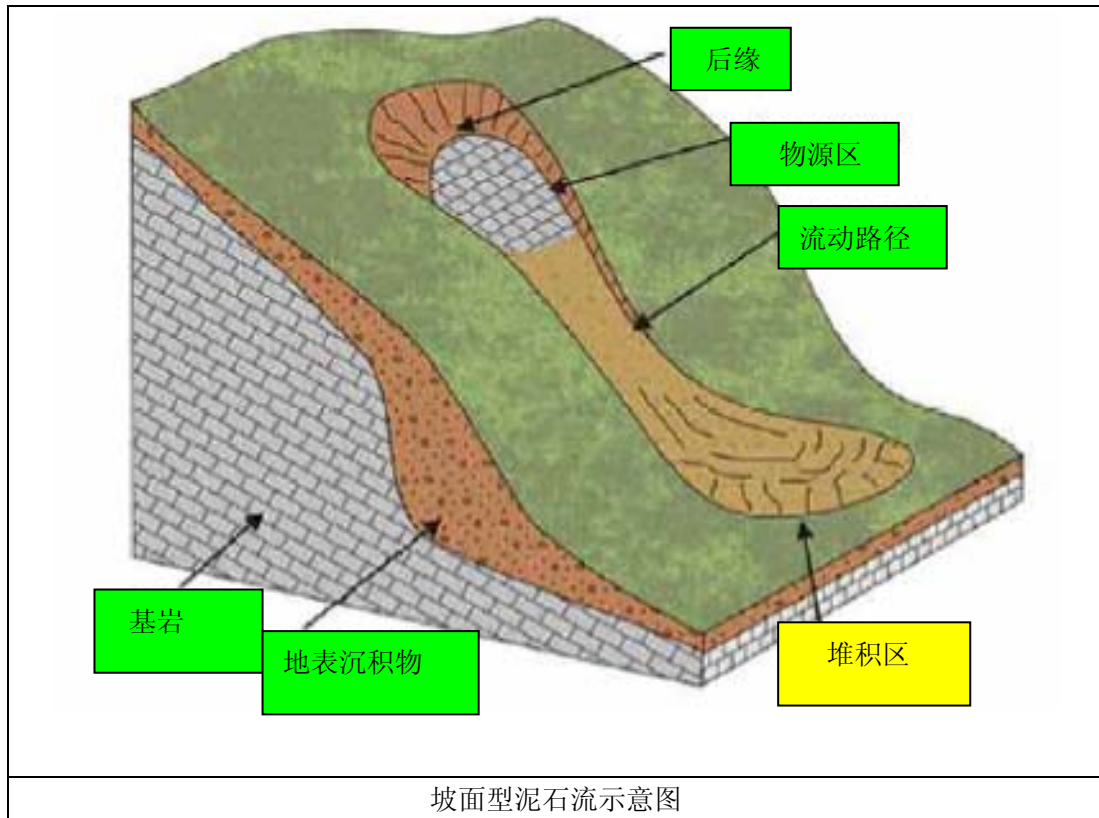 后缘
物源区
流动路径
基岩
地表沉积物
堆积区
坡面型泥石流示意图